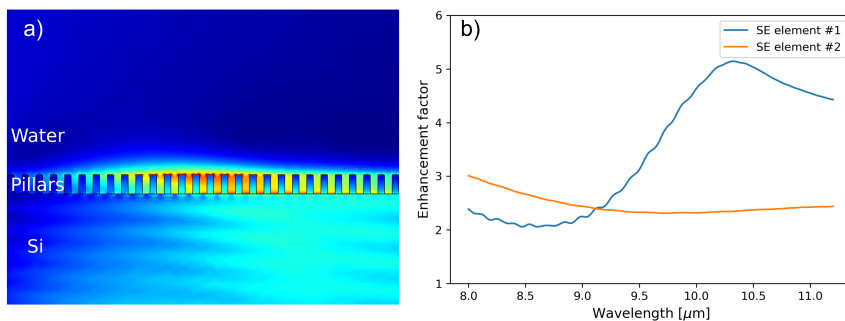 a)
Water
Pillars
Si
b)
SE element #1
SE element #2
Enhancement factor
6
5
4
3
2
1
8.0 8.5 9.0 9.5 10.0 10.5 11.0
Wavelength [μm]